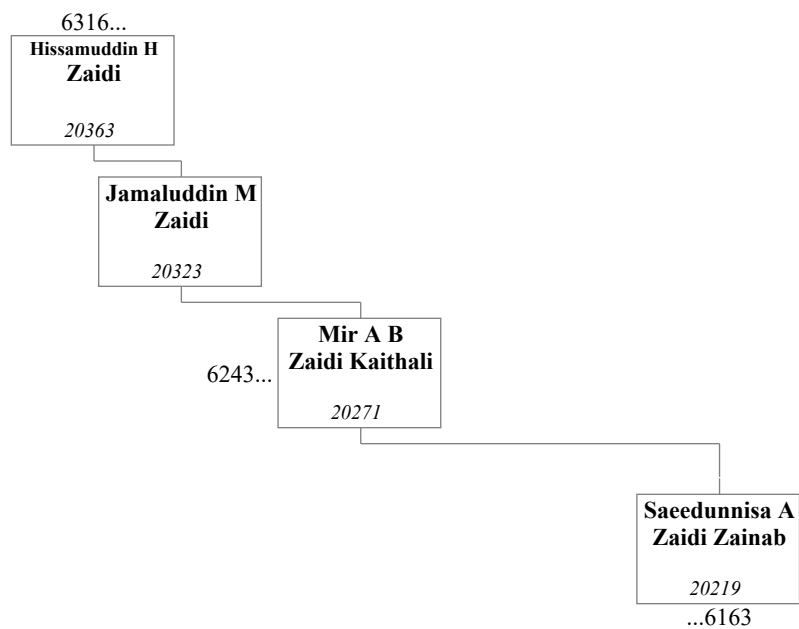 6316...
Hissamuddin H
Zaidi
20363
Jamaluddin M
Zaidi
20323
Mir A B
Zaidi Kaithali
6243...
20271
Saeedunnisa A
Zaidi Zainab
20219
...6163